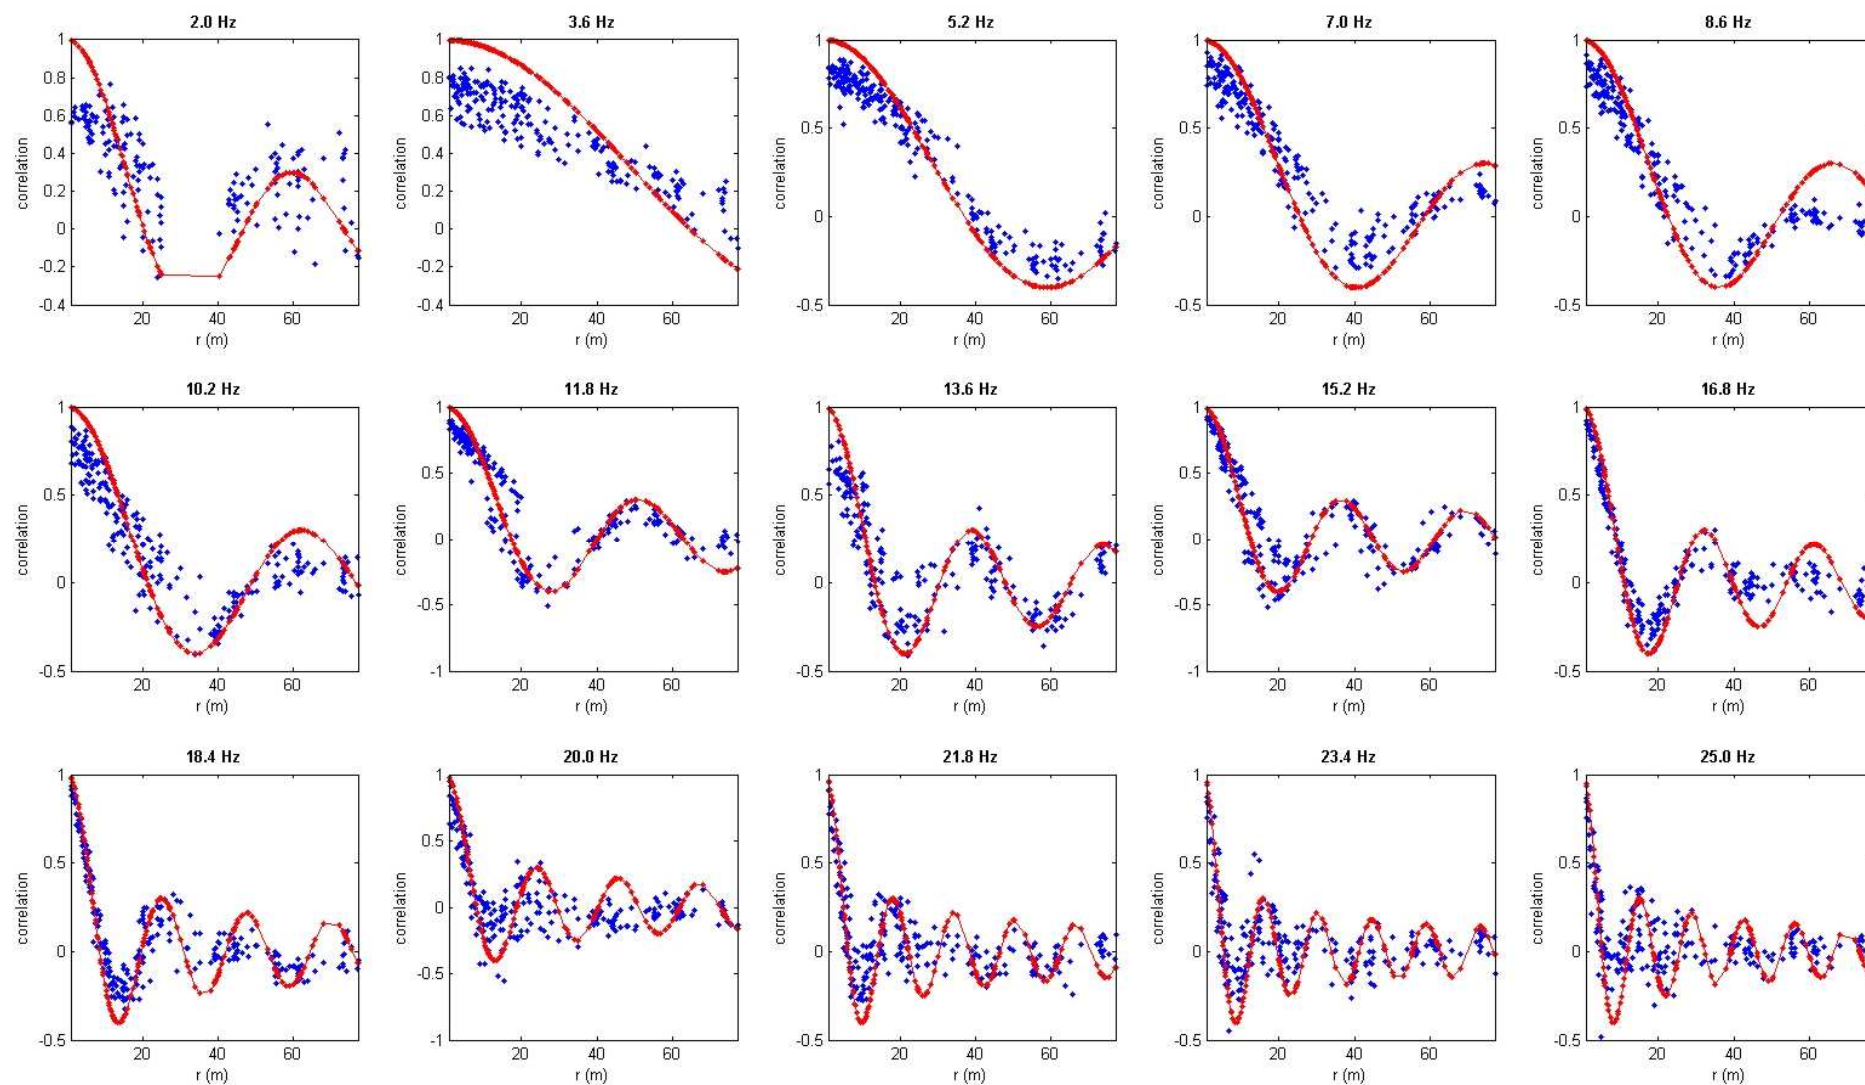 2.0 Hz 3.6 Hz 5.2 Hz 7.0 Hz 8.6 Hz
1 1 1 1 1
0.8 0.8
0.6 0.6 0.5 0.5 0.5
0.4 0.4
0.2 0.2 0 0 0
0 0
-0.2 -0.2
-0.4 -0.4 -0.5 -0.5 -0.5
correlation correlation correlation correlation correlation
20 40 60 20 40 60 20 40 60 20 40 60 20 40 60
r (m) r (m) r (m) r (m) r (m)
10.2 Hz 11.8 Hz 13.6 Hz 15.2 Hz 16.8 Hz
1 1 1 1 1
0.5 0.5 0.5 0.5 0.5
0 0 0 0 0
-0.5 -0.5
-0.5 -1 -0.5 -1 -0.5
correlation correlation correlation correlation correlation
20 40 60 20 40 60 20 40 60 20 40 60 20 40 60
r (m) r (m) r (m) r (m) r (m)
18.4 Hz 20.0 Hz 21.8 Hz 23.4 Hz 25.0 Hz
1 1 1 1 1
0.5 0.5 0.5 0.5 0.5
0 0 0 0 0
-0.5
-0.5 -1 -0.5 -0.5 -0.5
correlation correlation correlation correlation correlation
20 40 60 20 40 60 20 40 60 20 40 60 20 40 60
r (m) r (m) r (m) r (m) r (m)